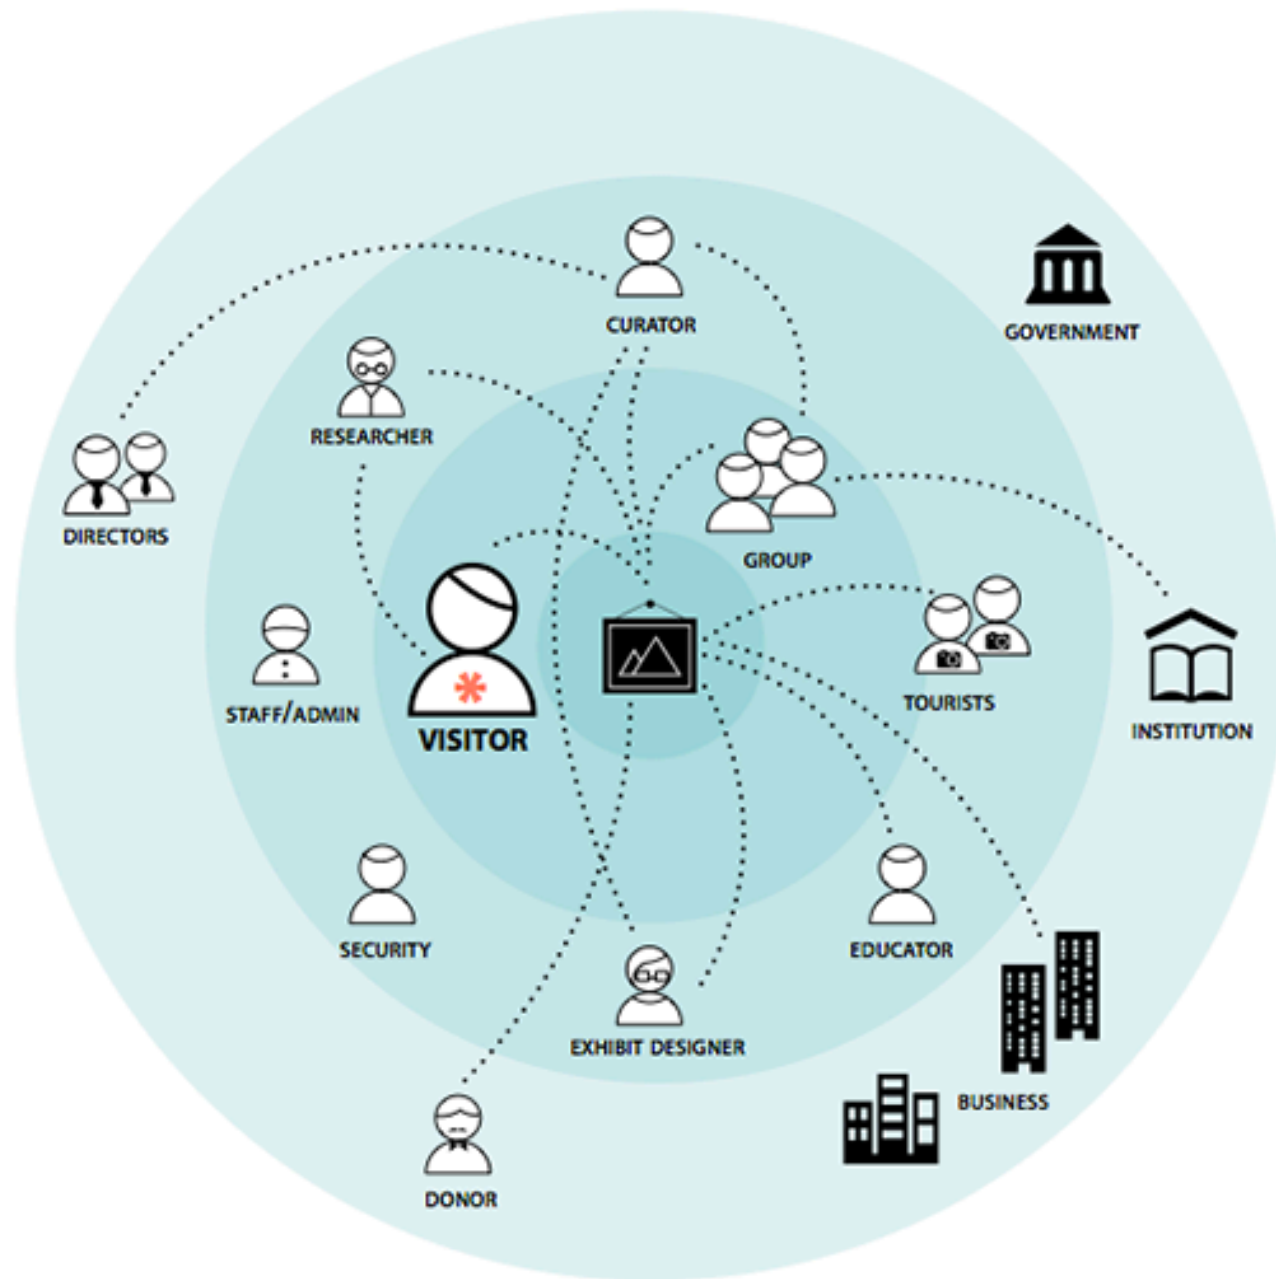 CURATOR
GOVERNMENT
RESEARCHER
DIRECTORS
GROUP
STAFF/ADMIN
VISITOR
TOURISTS
INSTITUTION
SECURITY
EDUCATOR
EXHIBIT DESIGNER
BUSINESS
DONOR